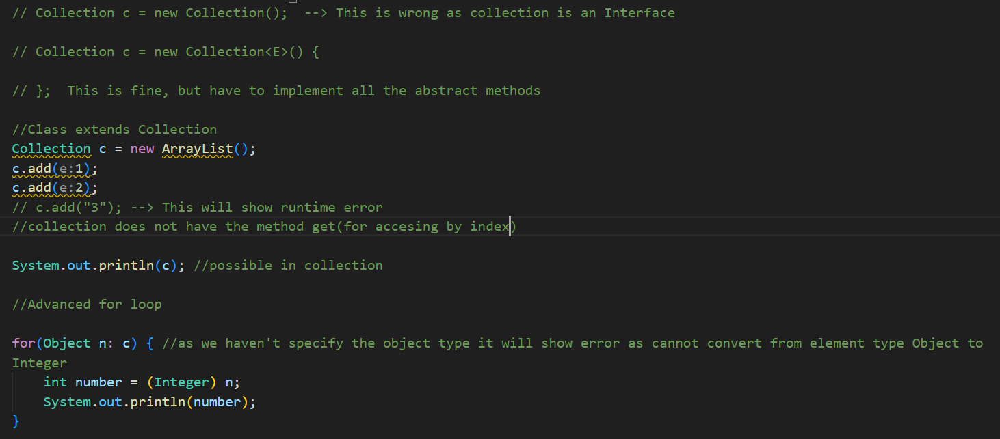 // Collection c = new Collection();  --> This is wrong as collection is an Interface
// Collection c = new Collection<E>() {
// };  This is fine, but have to implement all the abstract methods
//Class extends Collection
Collection c = new ArrayList();
c.add(e:1);
c.add(e:2);
// c.add("3"); --> This will show runtime error
//collection does not have the method get(for accesing by index)
System.out.println(c); //possible in collection
//Advanced for loop
for(Object n: c) { //as we haven't specify the object type it will show error as cannot convert from element type Object to
Integer
    int number = (Integer) n;
    System.out.println(number);
}